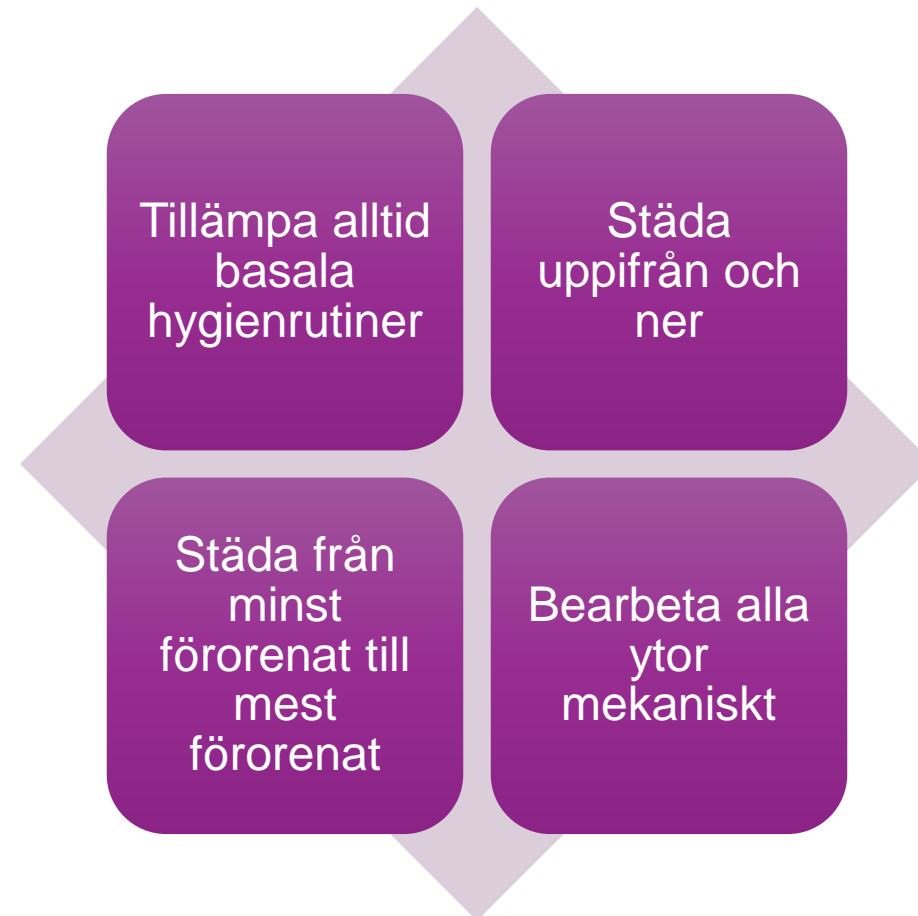 Tillämpa alltid
basala
hygienrutiner
Städa
uppifrån och
ner
Städa från
minst
förorenat till
mest
förorenat
Bearbeta alla
ytor
mekaniskt